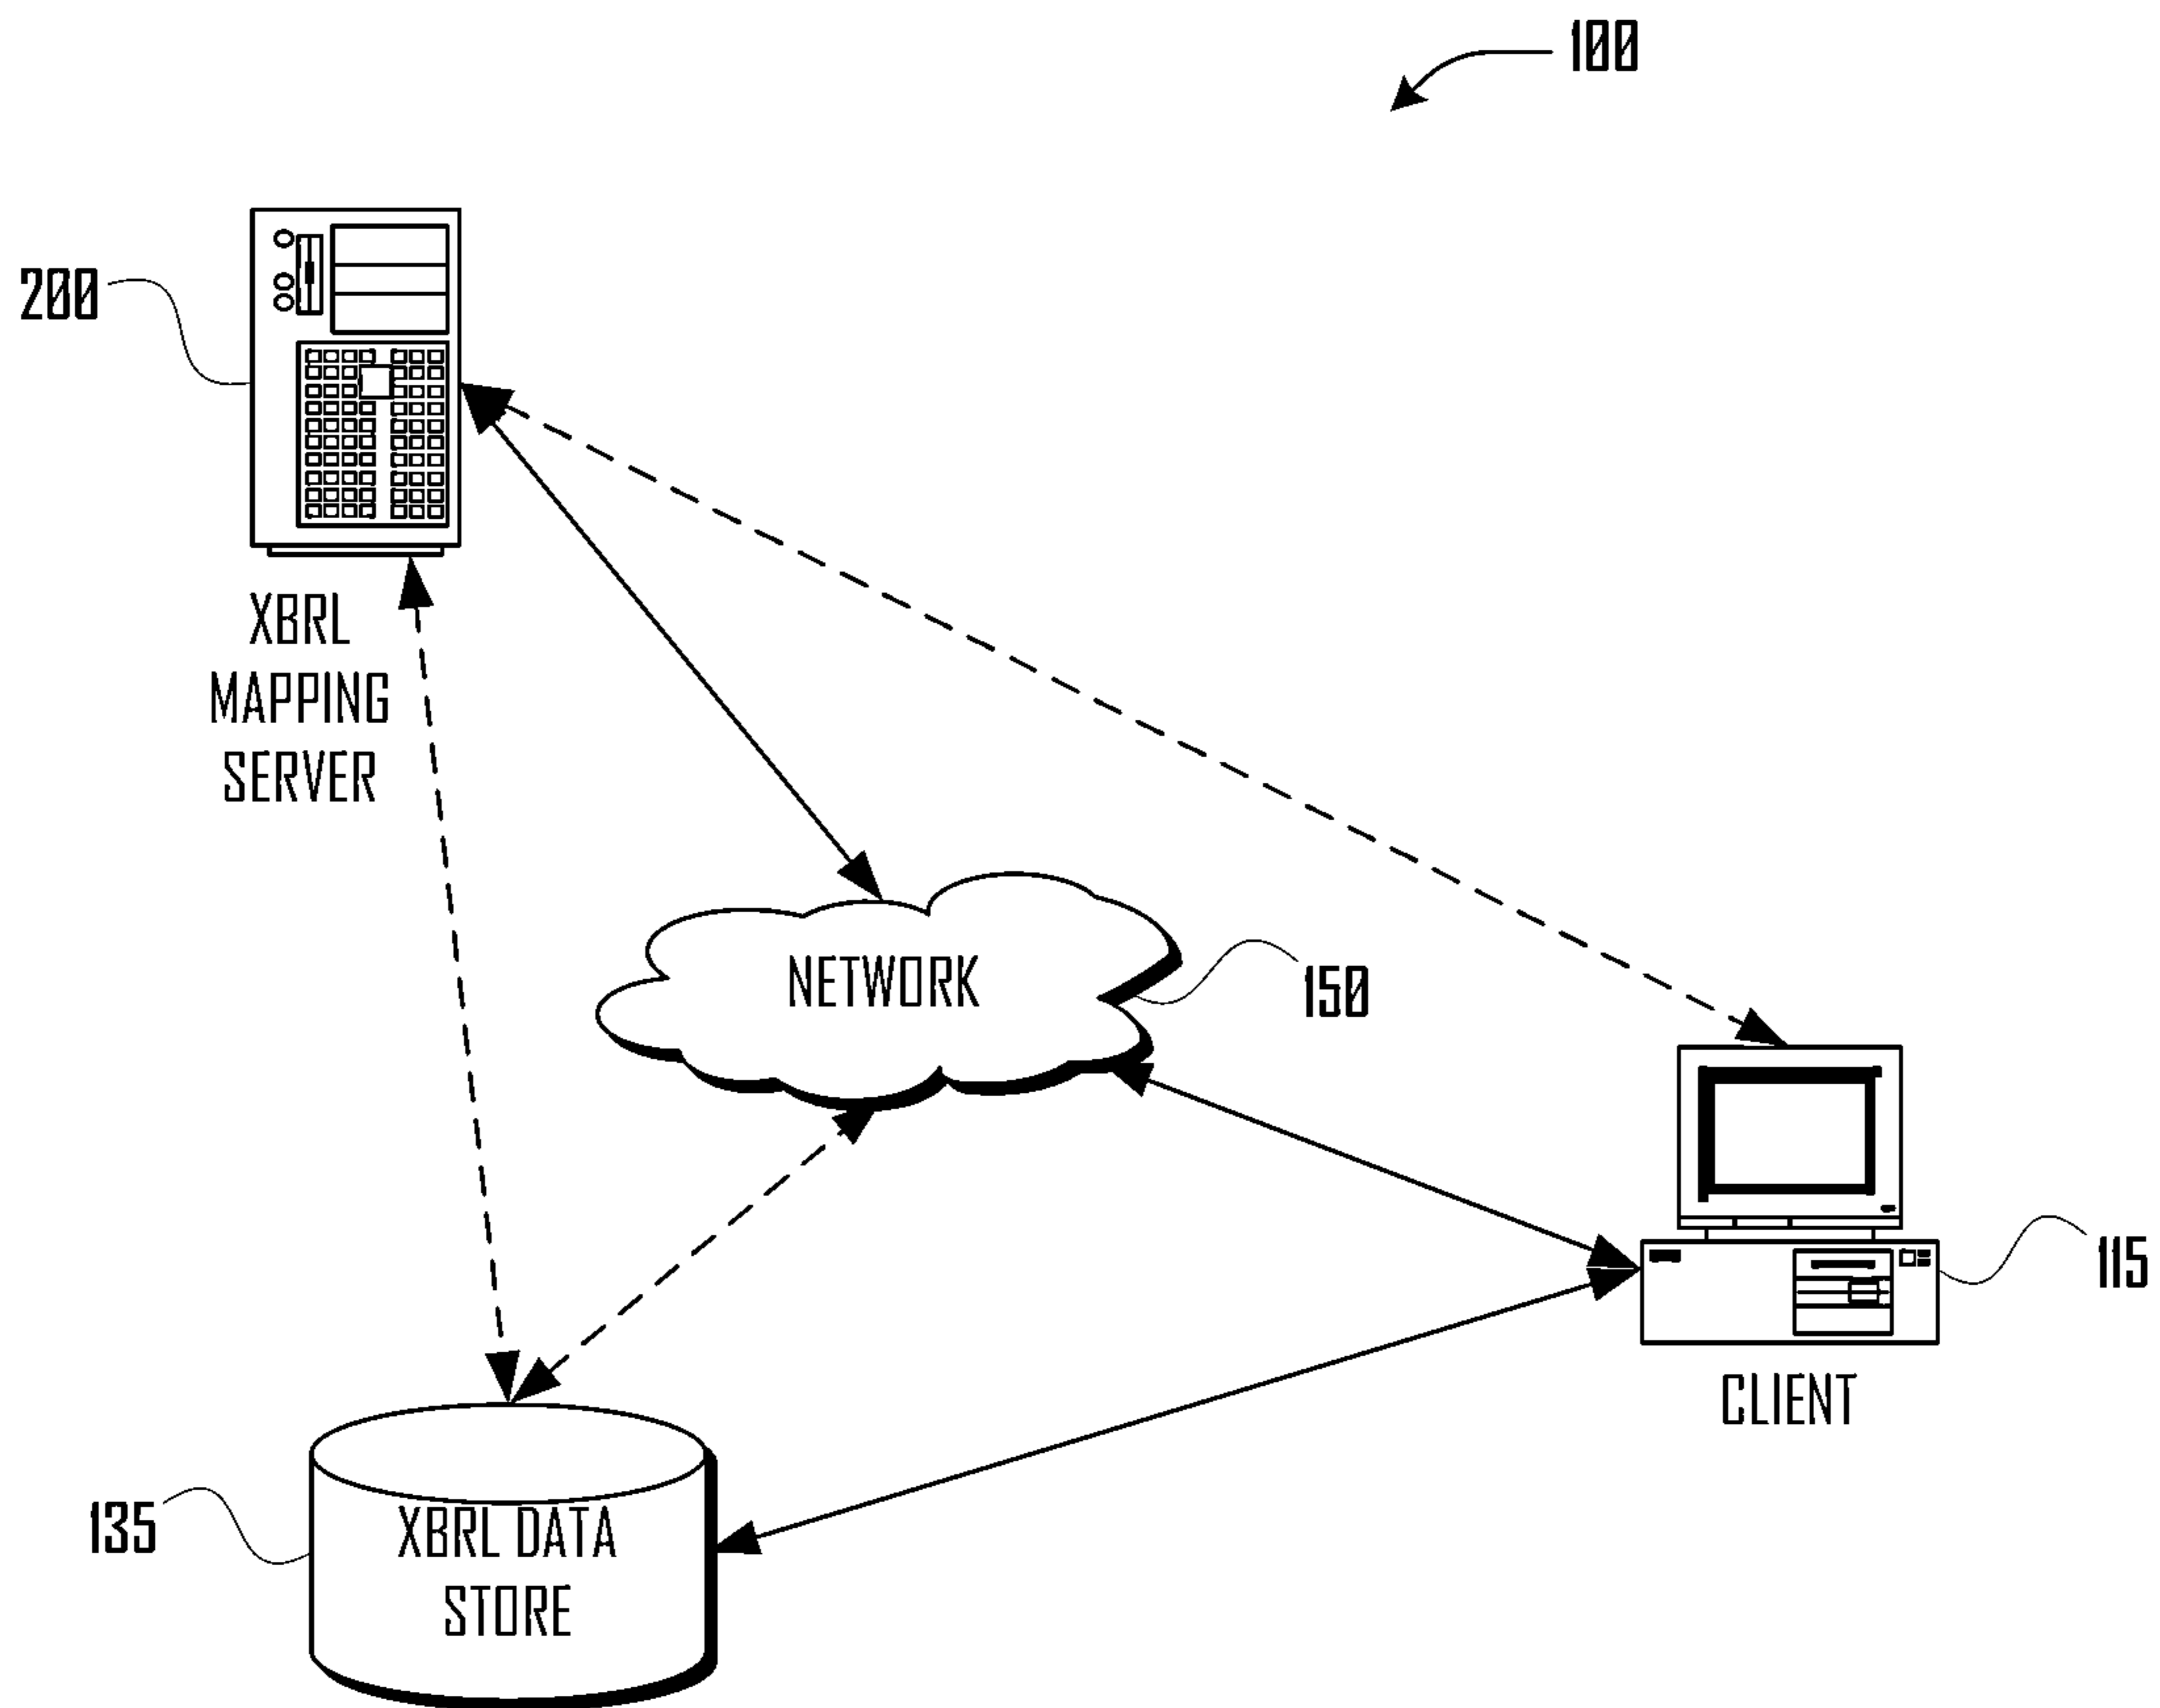 100
200
XBRL
MAPPING
SERVER
NETWORK
150
115
CLIENT
135
XBRL DATA
STORE